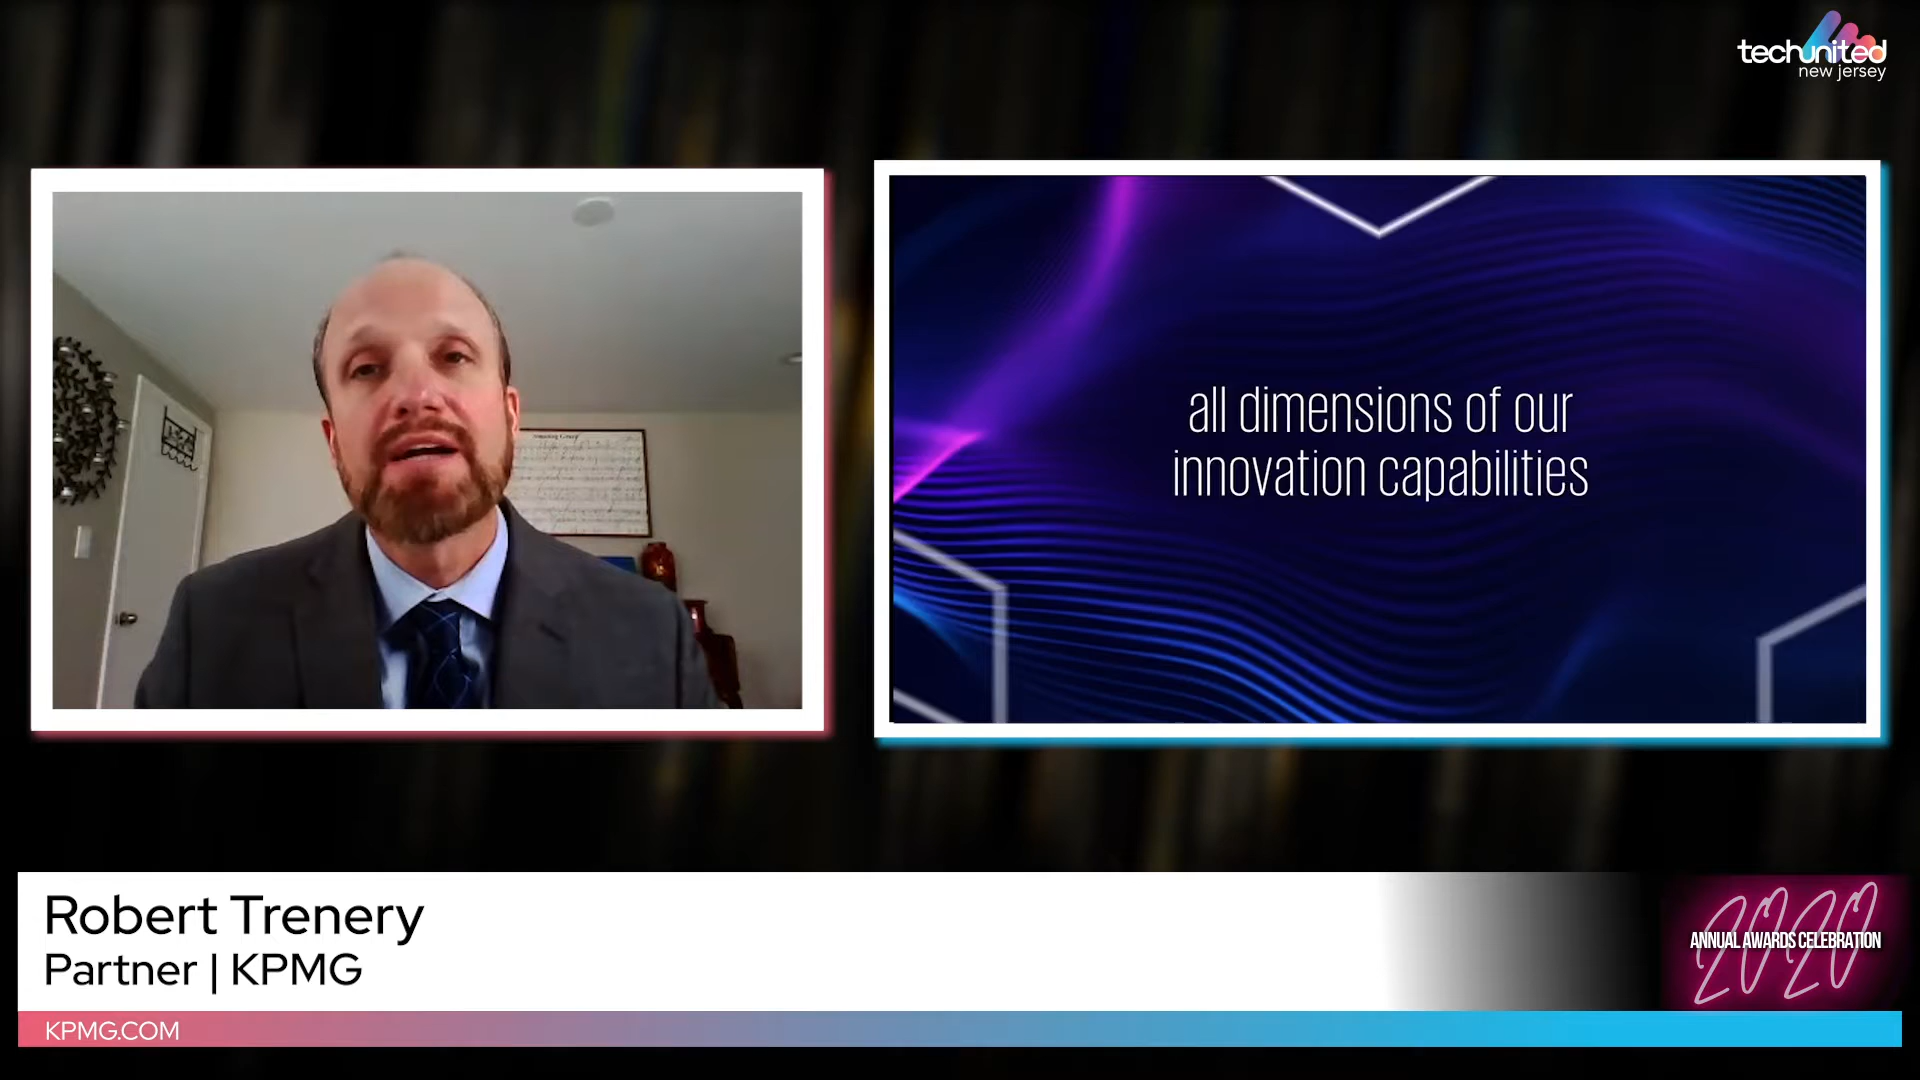 techunited
new jersey
all dimensions of our
innovation capabilities
Robert Trenery
Partner | KPMG
KPMG.COM
2020
ANNUAL AWARDS CELEBRATION